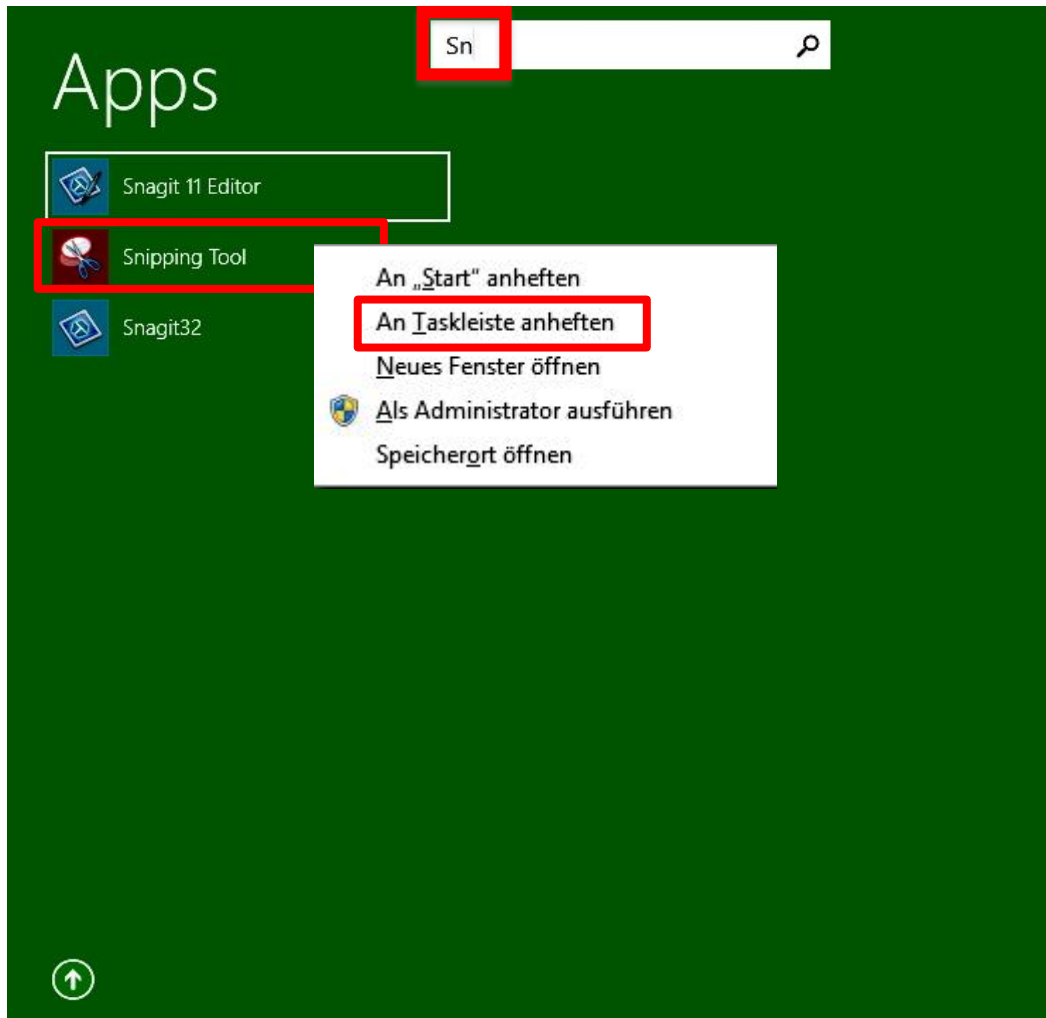 Sn
Apps
Snagit 11 Editor
Snipping Tool
Snagit32
An „Start“ anheften
An Taskleiste anheften
Neues Fenster öffnen
Als Administrator ausführen
Speicherort öffnen